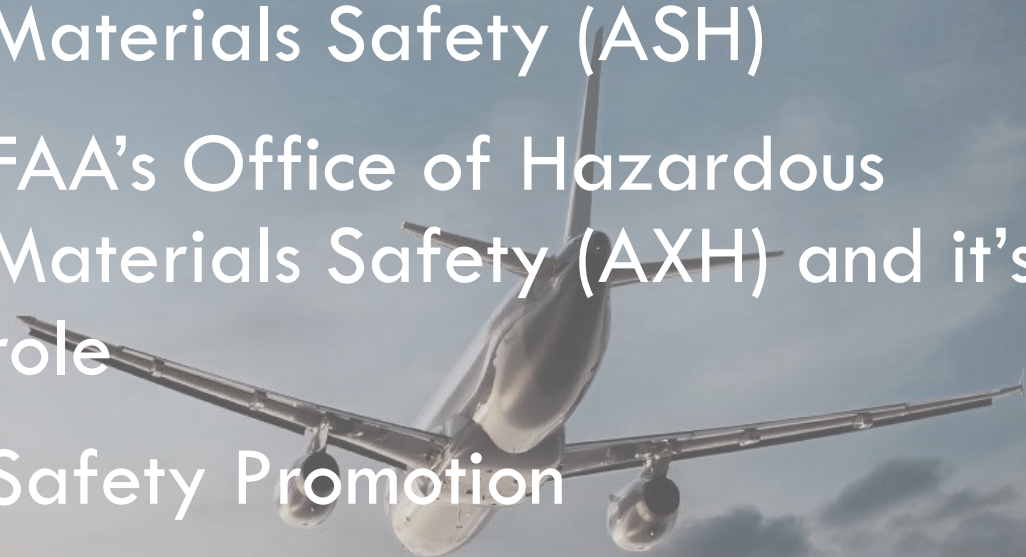 Materials Safety (ASH)
FAA's Office of Hazardous
Materials Safety (AXH) and it's
role
Safety Promotion